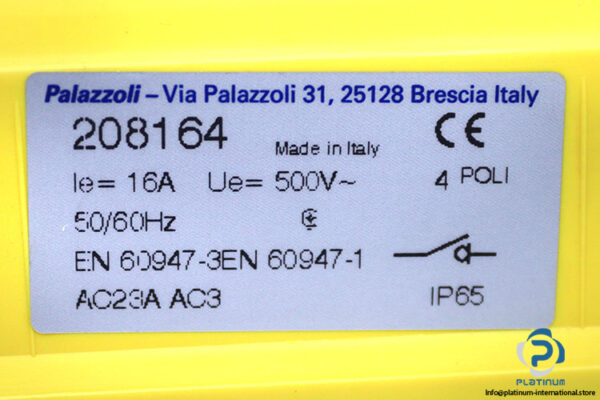 Palazzoli – Via Palazzoli 31, 25128 Brescia Italy
208164 Made in Italy CE
Ie= 16A Ue= 500V~ 4 POLI
50/60Hz
EN 60947-3EN 60947-1
AC23A AC3 IP65
PLATINUM
Info@platinum-international.store